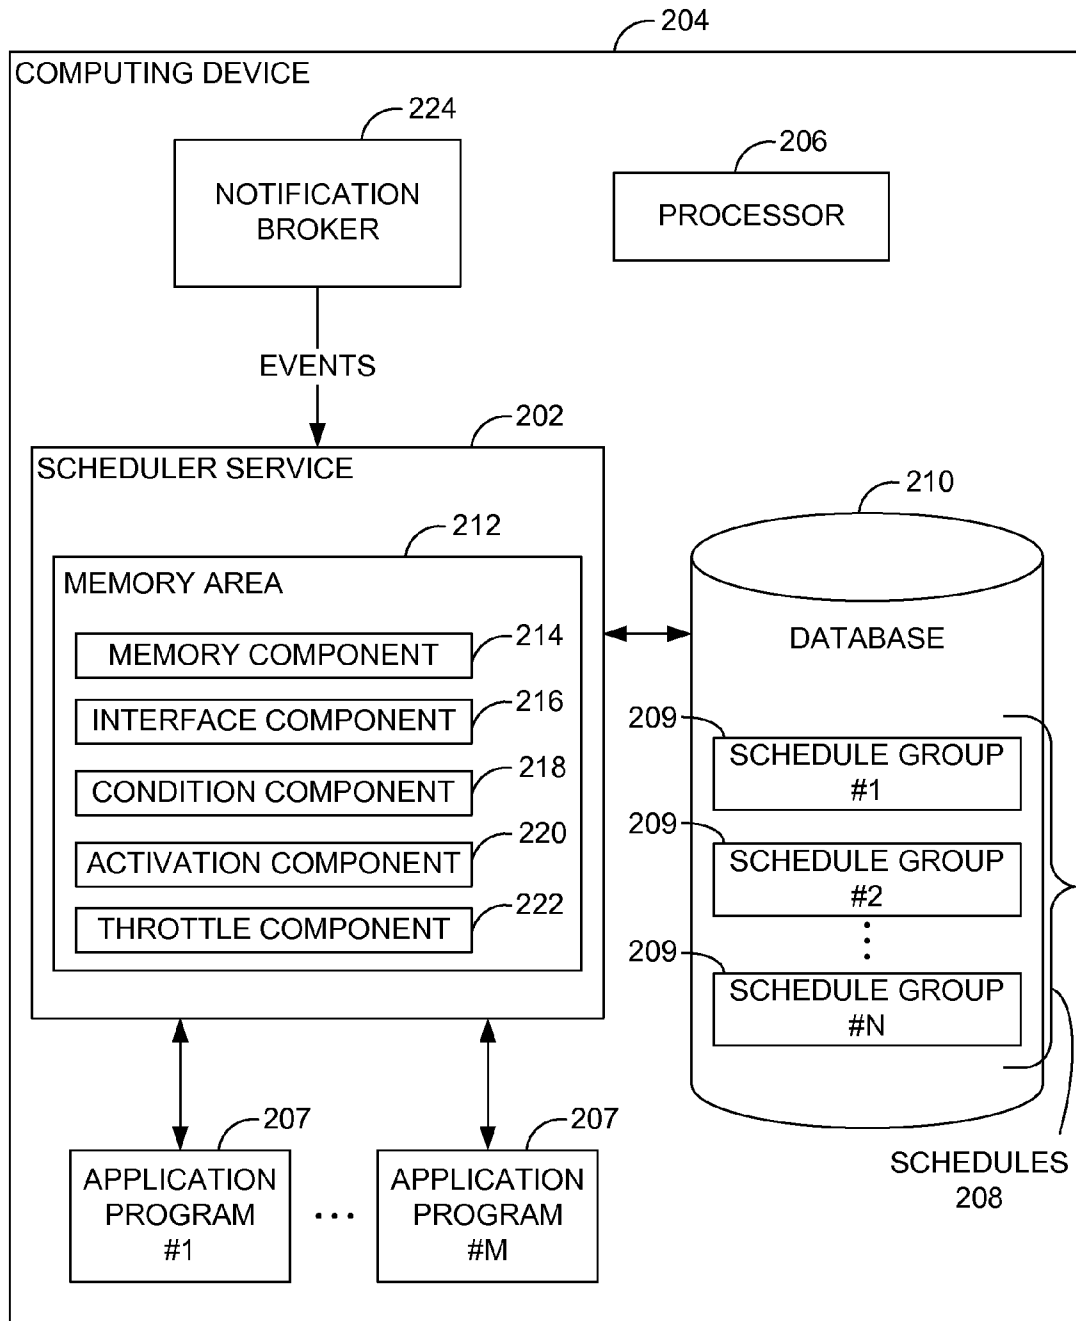 204
COMPUTING DEVICE
224
NOTIFICATION
BROKER
206
PROCESSOR
EVENTS
202
SCHEDULER SERVICE
212
MEMORY AREA
MEMORY COMPONENT
214
INTERFACE COMPONENT
216
CONDITION COMPONENT
218
ACTIVATION COMPONENT
220
THROTTLE COMPONENT
222
210
DATABASE
209
SCHEDULE GROUP
#1
209
SCHEDULE GROUP
#2
209
SCHEDULE GROUP
#N
SCHEDULES
208
207
APPLICATION
PROGRAM
#1
...
207
APPLICATION
PROGRAM
#M